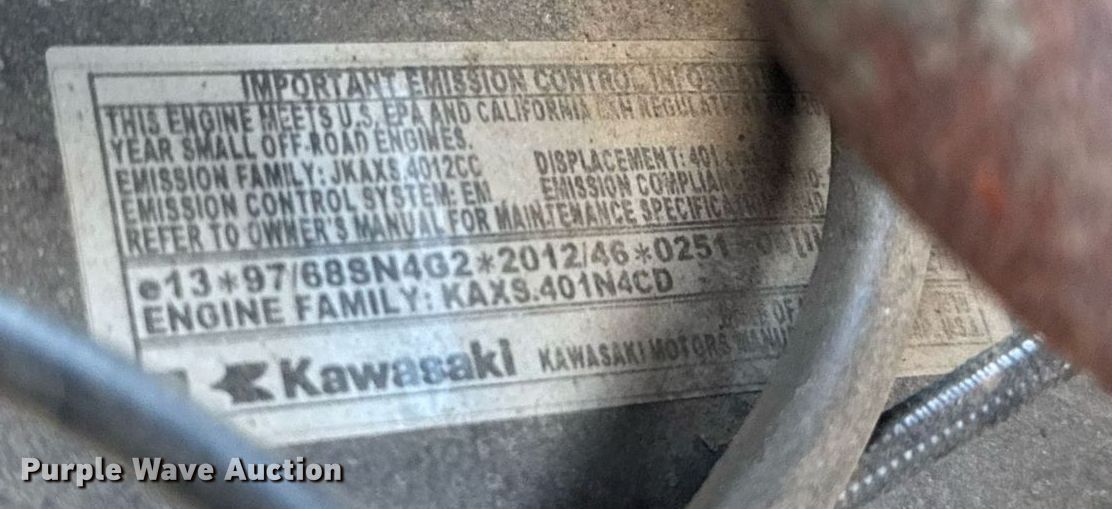 IMPORTANT EMISSION CONTROL
THIS ENGINE MEETS U.S. EPA AND CALIFORNIA
YEAR SMALL OFF-ROAD ENGINES.
EMISSION FAMILY: JKAXS.4012CC DISPLACEMENT: 401
EMISSION CONTROL SYSTEM: EM EMISSION
REFER TO OWNER'S MANUAL FOR MAINTENANCE
e13*97/68SN4G2*2012/46*0251
ENGINE FAMILY: KAXS.401N4CD
Kawasaki KAWASAKI MOTORS
U.S.A.
Purple Wave Auction